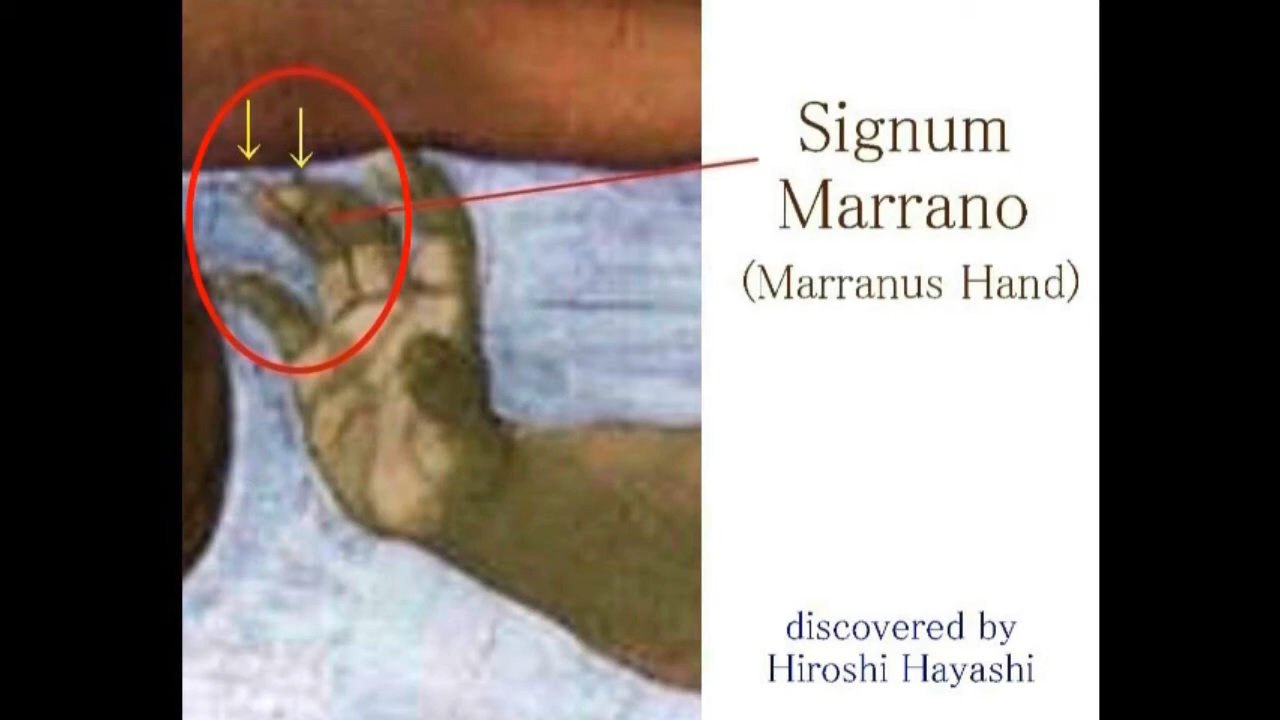 Signum
Marrano
(Marranus Hand)
discovered by
Hiroshi Hayashi